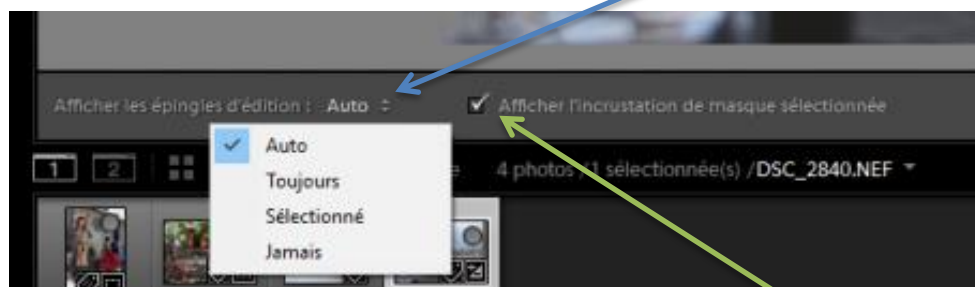 Afficher les épingles d'édition : Auto
Afficher l'incrustation de masque sélectionnée
Auto
Toujours
Sélectionné
Jamais
1 2
4 photos / 1 sélectionnée(s) / DSC_2840.NEF